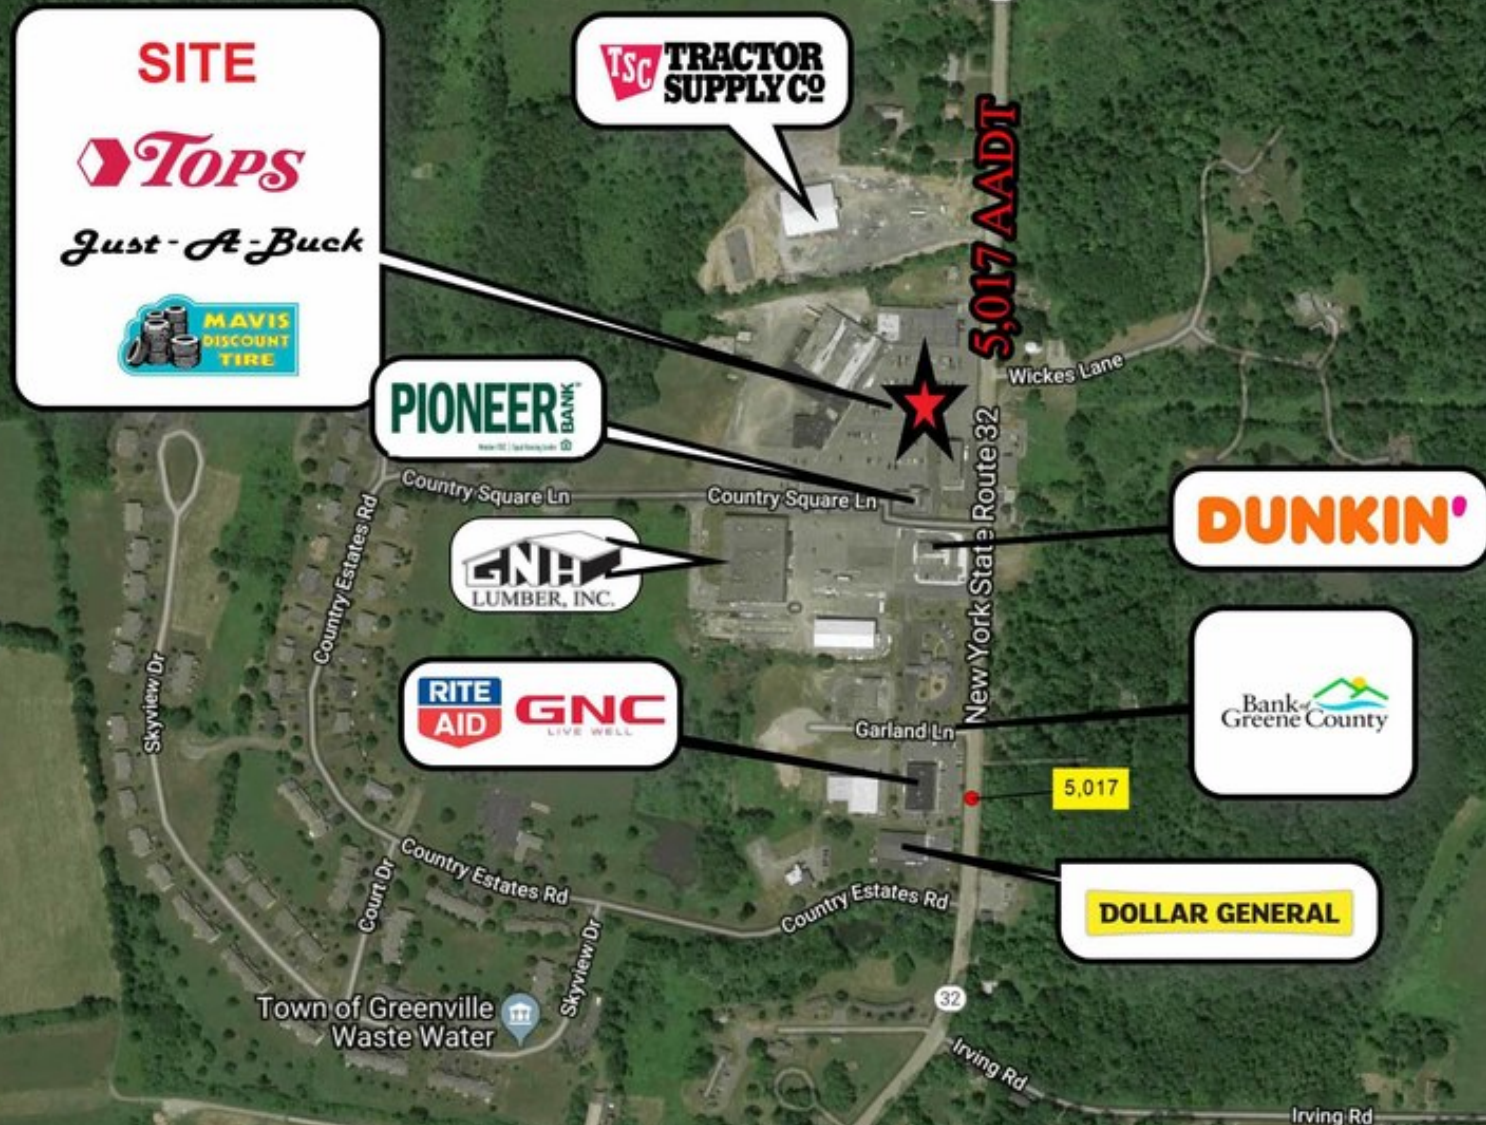 SITE
TOPS
Just-A-Buck
MAVIS
DISCOUNT
TIRE
TSC TRACTOR
SUPPLY CO
5,017 AADT
Wickes Lane
PIONEER BANK
Country Square Ln
Country Square Ln
New York State Route 32
DUNKIN'
GNH
LUMBER, INC.
Country Estates Rd
Skyview Dr
RITE
AID
GNC
LIVE WELL
Bank of
Greene County
Garland Ln
5,017
Country Estates Rd
Court Dr
Country Estates Rd
DOLLAR GENERAL
Skyview Dr
Town of Greenville
Waste Water
32
Irving Rd
Irving Rd